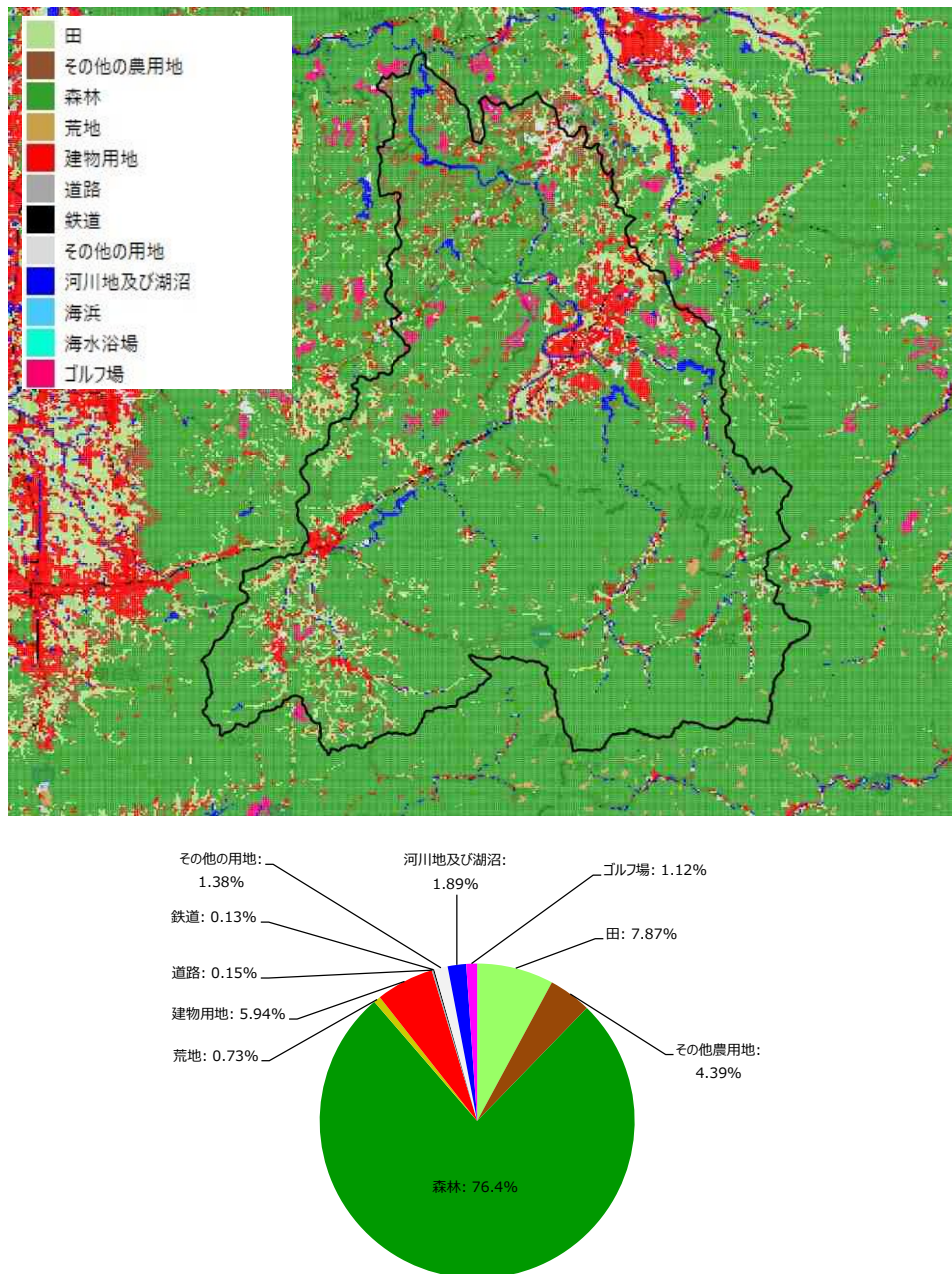 田
その他の農用地
森林
荒地
建物用地
道路
鉄道
その他の用地
河川地及び湖沼
海浜
海水浴場
ゴルフ場
その他の用地:
1.38%
河川地及び湖沼:
1.89%
ゴルフ場: 1.12%
鉄道: 0.13%
田: 7.87%
道路: 0.15%
建物用地: 5.94%
荒地: 0.73%
その他農用地:
4.39%
森林: 76.4%